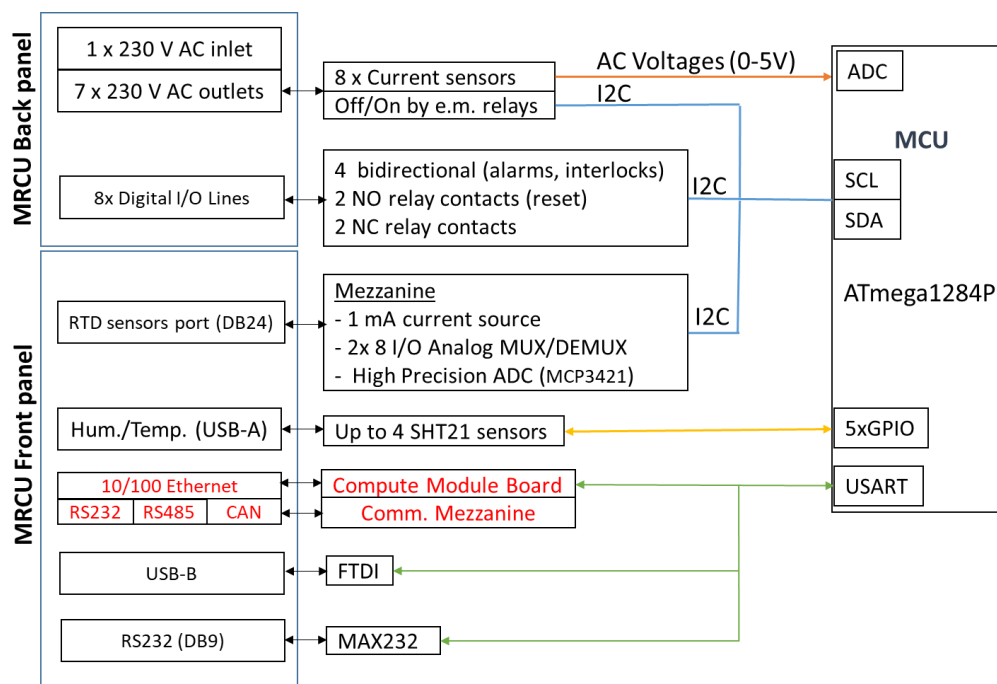 MRCU Back panel
1 x 230 V AC inlet
7 x 230 V AC outlets
8 x Current sensors
Off/On by e.m. relays
AC Voltages (0-5V)
I2C
ADC
MCU
8x Digital I/O Lines
4 bidirectional (alarms, interlocks)
2 NO relay contacts (reset)
2 NC relay contacts
I2C
SCL
SDA
ATmega1284P
MRCU Front panel
RTD sensors port (DB24)
Mezzanine
- 1 mA current source
- 2x 8 I/O Analog MUX/DEMUX
- High Precision ADC (MCP3421)
I2C
Hum./Temp. (USB-A)
Up to 4 SHT21 sensors
5xGPIO
10/100 Ethernet
RS232 RS485 CAN
Compute Module Board
Comm. Mezzanine
USART
USB-B
FTDI
RS232 (DB9)
MAX232